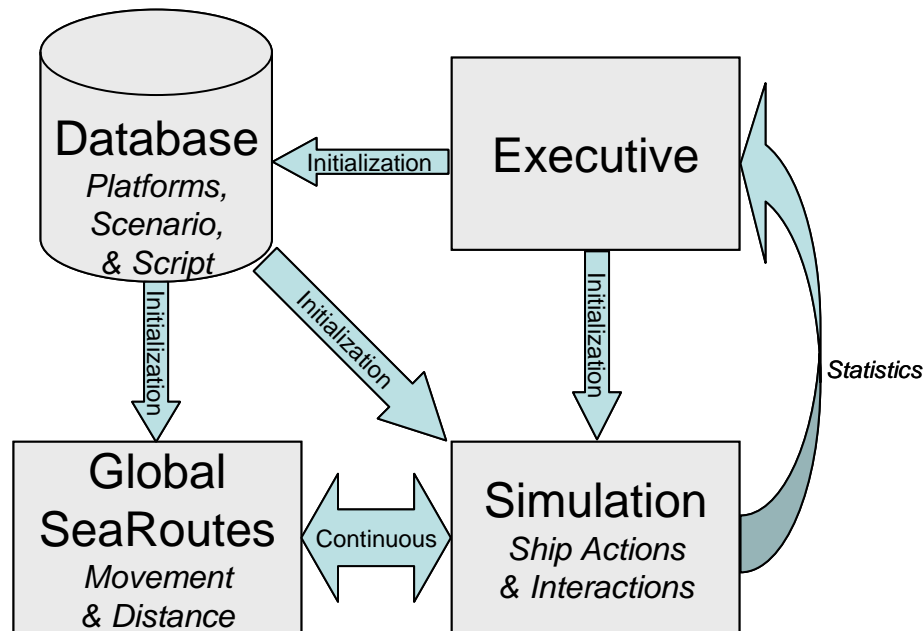 Database
Platforms,
Scenario,
& Script
Initialization
Executive
Initialization
Initialization
Initialization
Statistics
Global
SeaRoutes
Movement
& Distance
Continuous
Simulation
Ship Actions
& Interactions